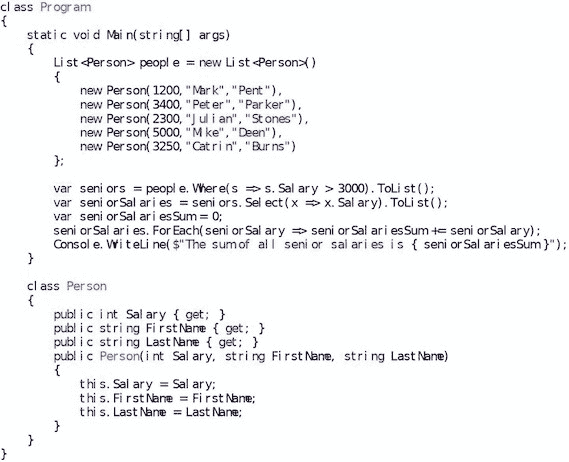 class Program
{
    static void Main(string[] args)
    {
        List<Person> people = new List<Person>()
        {
            new Person(1200,"Mark","Pent"),
            new Person(3400,"Peter","Parker"),
            new Person(2300,"Julian","Stones"),
            new Person(5000,"Mike","Deen"),
            new Person(3250,"Catrin","Burns")
        };

        var seniors = people.Where(s => s.Salary > 3000).ToList();
        var seniorSalaries = seniors.Select(x => x.Salary).ToList();
        var seniorSalariesSum = 0;
        seniorSalaries.ForEach(seniorSalary => seniorSalariesSum += seniorSalary);
        Console.WriteLine($"The sum of all senior salaries is { seniorSalariesSum }");
    }

    class Person
    {
        public int Salary { get; }
        public string FirstName { get; }
        public string LastName { get; }
        public Person(int Salary, string FirstName, string LastName)
        {
            this.Salary = Salary;
            this.FirstName = FirstName;
            this.LastName = LastName;
        }
    }
}